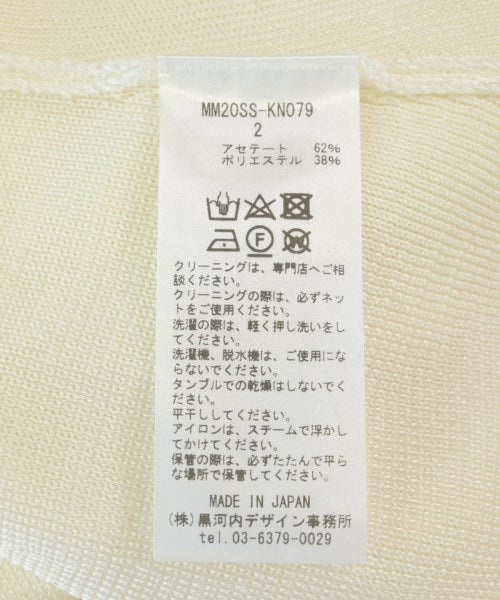 MM20SS-KN079
2
アセテート 62%
ポリエステル 38%
クリーニングは、専門店へご相
談ください。
クリーニングの際は、必ずネッ
トをご使用ください。
洗濯の際は、軽く押し洗いをし
てください。
洗濯機、脱水機は、ご使用にな
らないでください。
タンブルでの乾燥はしないでく
ださい。
平干ししてください。
アイロンは、スチームで浮かし
てかけてください。
保管の際は、必ずたたんで平ら
な場所で保管してください。
MADE IN JAPAN
(株)黒河内デザイン事務所
tel.03-6379-0029